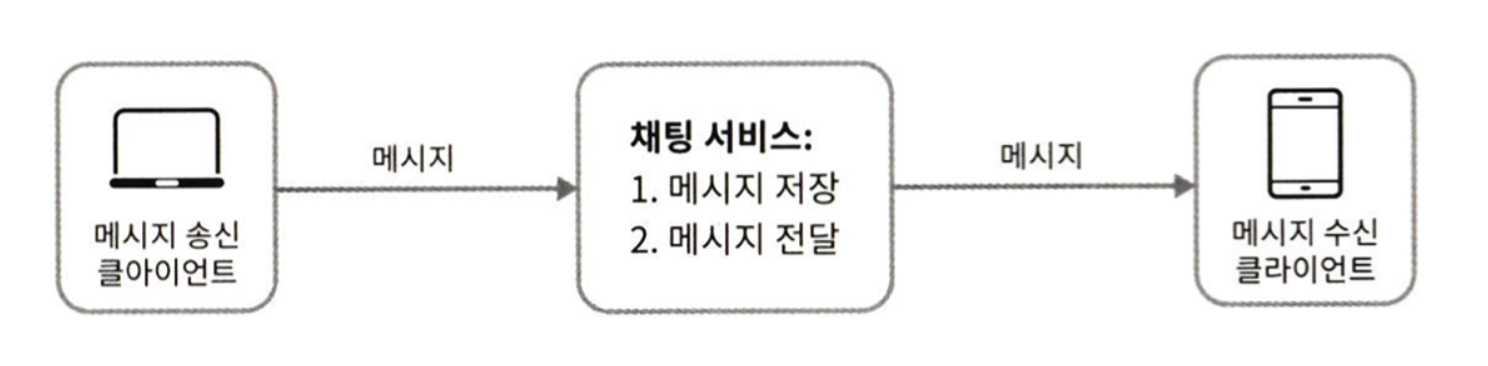 메시지 송신
클아이언트
메시지
채팅 서비스:
1. 메시지 저장
2. 메시지 전달
메시지
메시지 수신
클라이언트